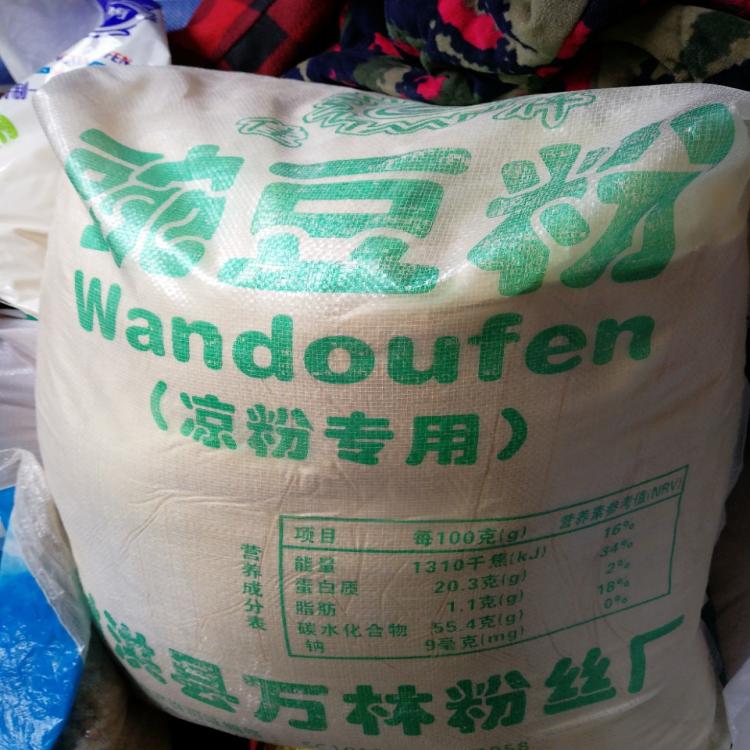 豌豆粉
Wandoufen
（凉粉专用）
营养成分表
项目 每100克(g) 营养素参考值(NRV)
能量 1310千焦(kJ) 16%
蛋白质 20.3克(g) 34%
脂肪 1.1克(g) 2%
碳水化合物 55.4克(g) 18%
钠 9毫克(mg) 0%
洪县万林粉丝厂